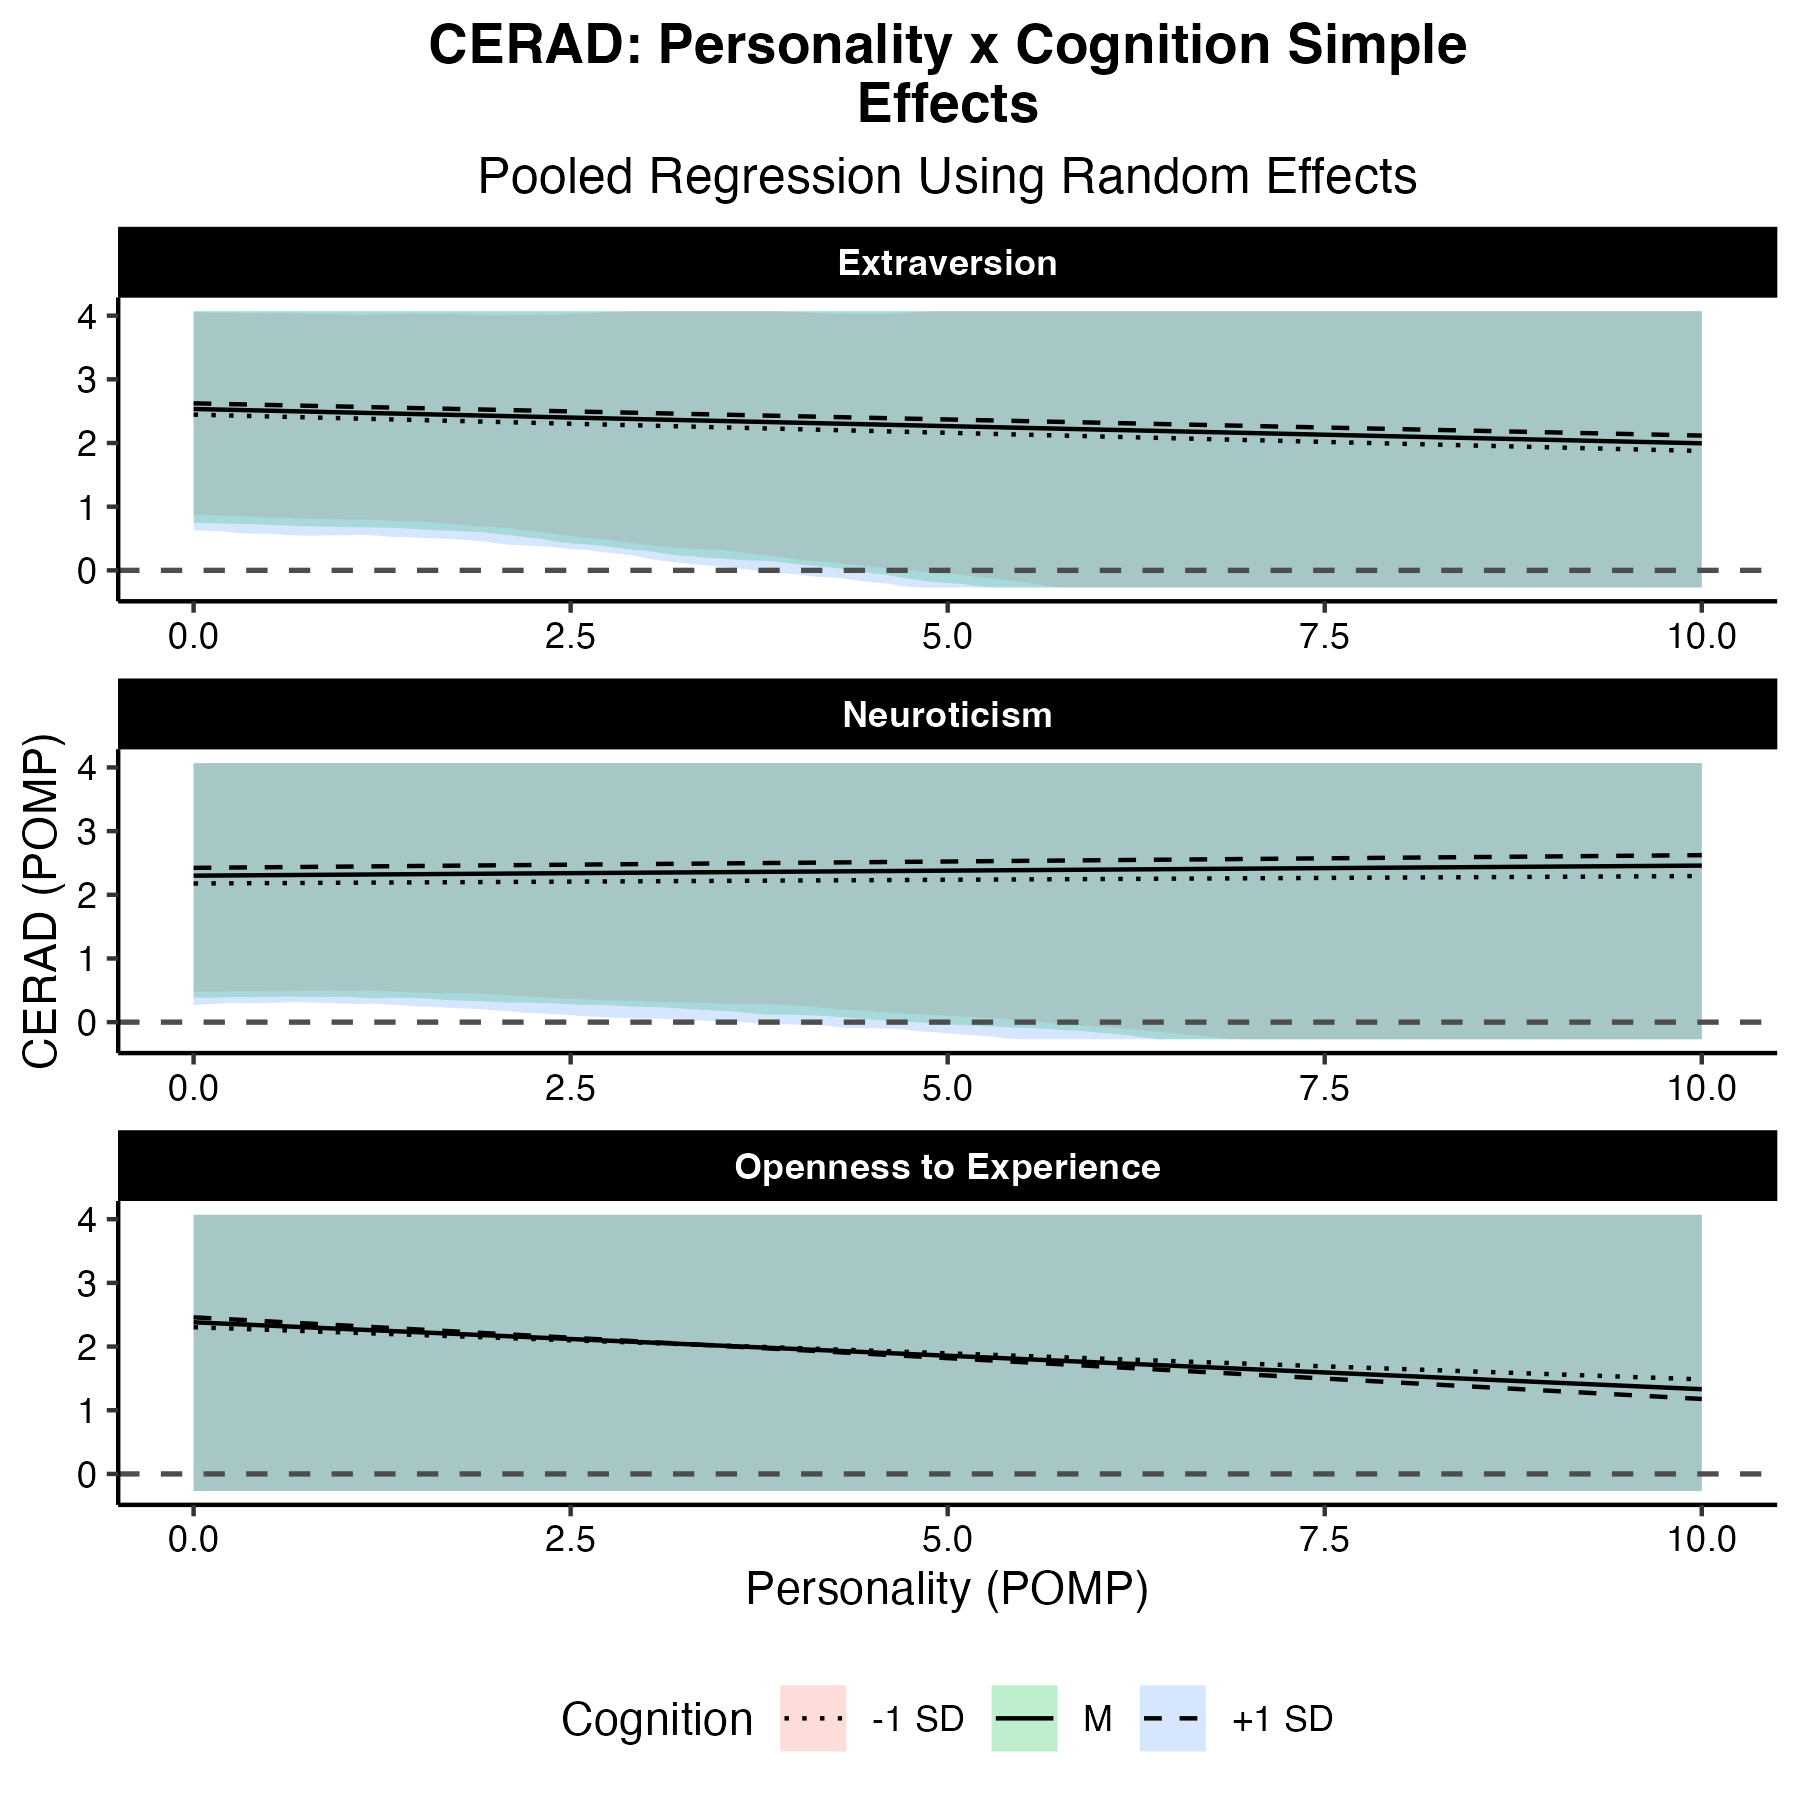 CERAD: Personality x Cognition Simple
Effects
Pooled Regression Using Random Effects
Extraversion
4
3
2
1
0
0.0 2.5 5.0 7.5 10.0
Neuroticism
4
3
2
1
0
0.0 2.5 5.0 7.5 10.0
CERAD (POMP)
Openness to Experience
4
3
2
1
0
0.0 2.5 5.0 7.5 10.0
Personality (POMP)
Cognition -1 SD M +1 SD